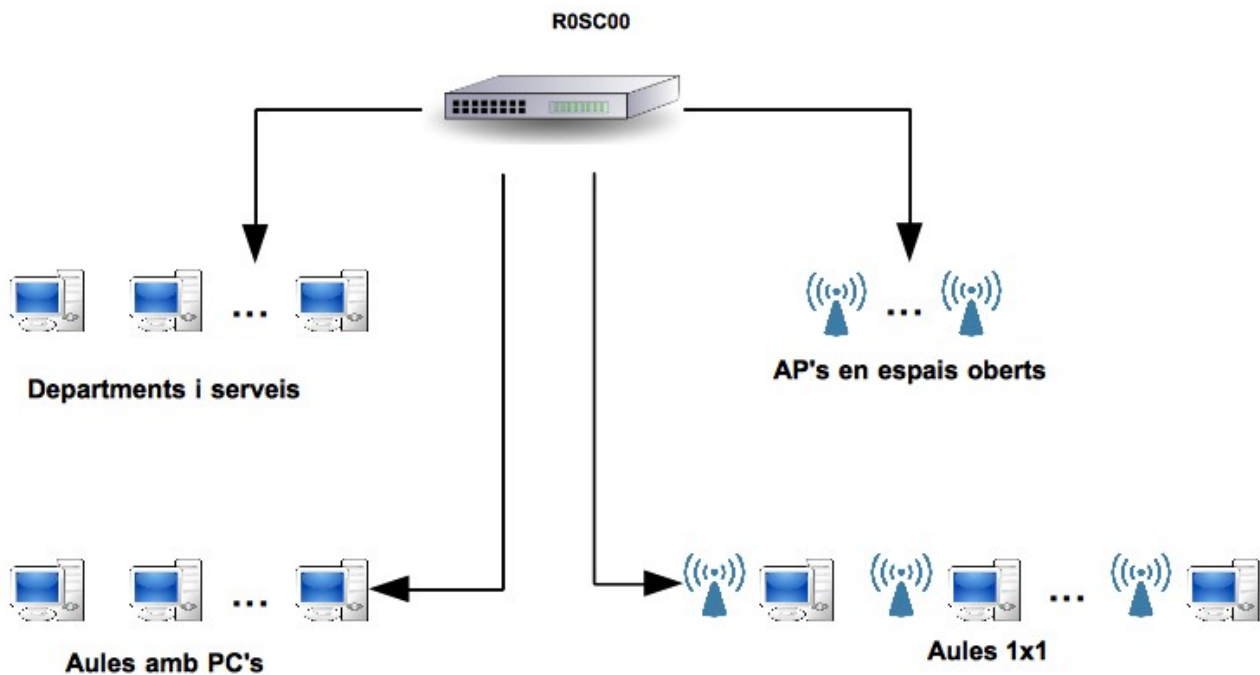 R0SC00
...
...
Departments i serveis
AP's en espais oberts
...
...
Aules amb PC's
Aules 1x1